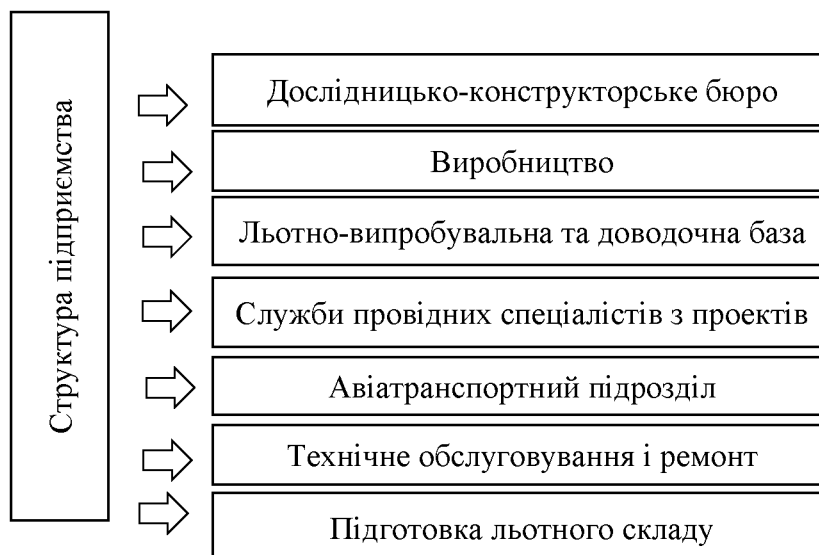 Структура підприємства
Дослідницько-конструкторське бюро
Виробництво
Льотно-випробувальна та доводочна база
Служби провідних спеціалістів з проектів
Авіатранспортний підрозділ
Технічне обслуговування і ремонт
Підготовка льотного складу